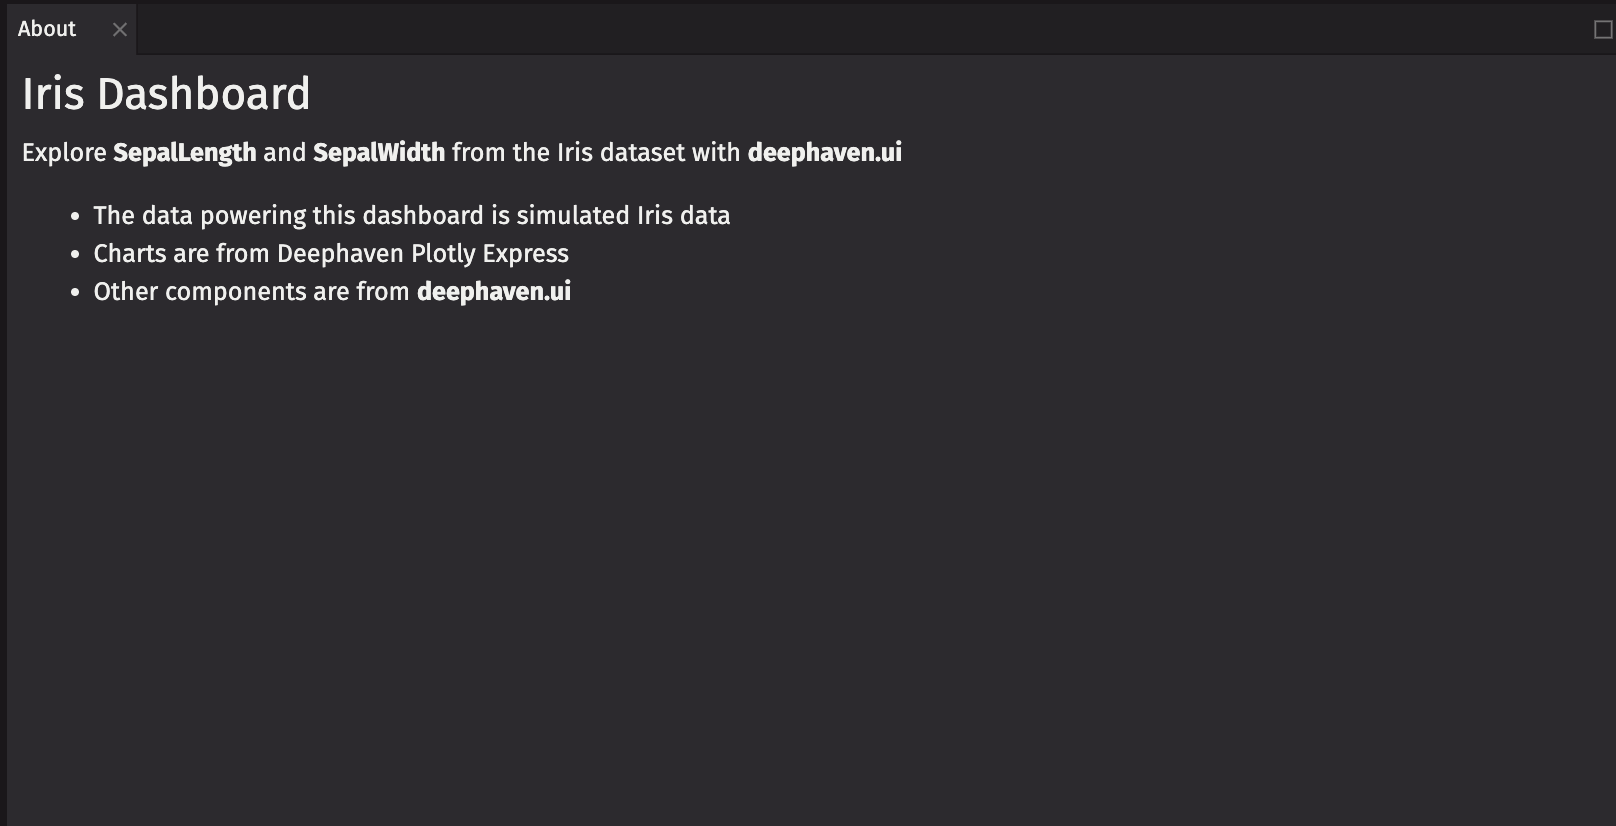 About
Iris Dashboard
Explore SepalLength and SepalWidth from the Iris dataset with deephaven.ui
• The data powering this dashboard is simulated Iris data
• Charts are from Deephaven Plotly Express
• Other components are from deephaven.ui